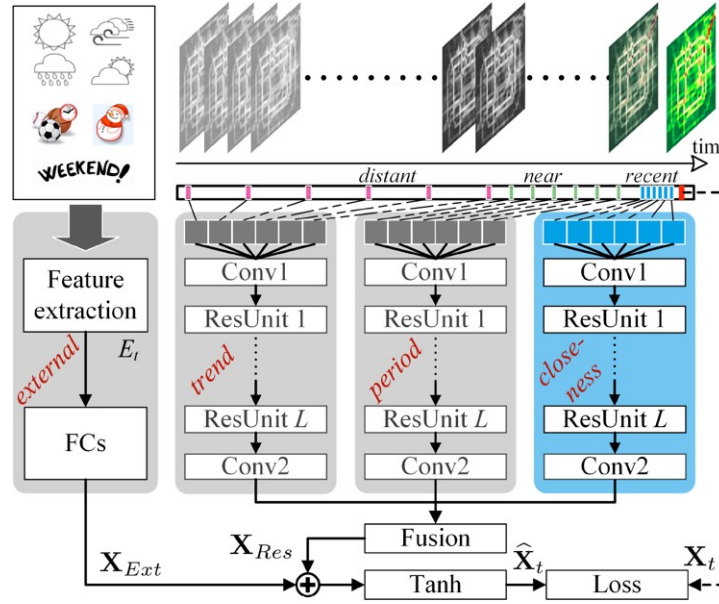 time
distant near recent
WEEKEND!
Conv1 Conv1 Conv1
Feature
extraction
ResUnit 1 ResUnit 1 ResUnit 1
E_t
external
trend
period
close-
ness
FCs
ResUnit L ResUnit L ResUnit L
Conv2 Conv2 Conv2
Fusion
X_Ext
X_Res
X̂_t
X_t
Tanh
Loss